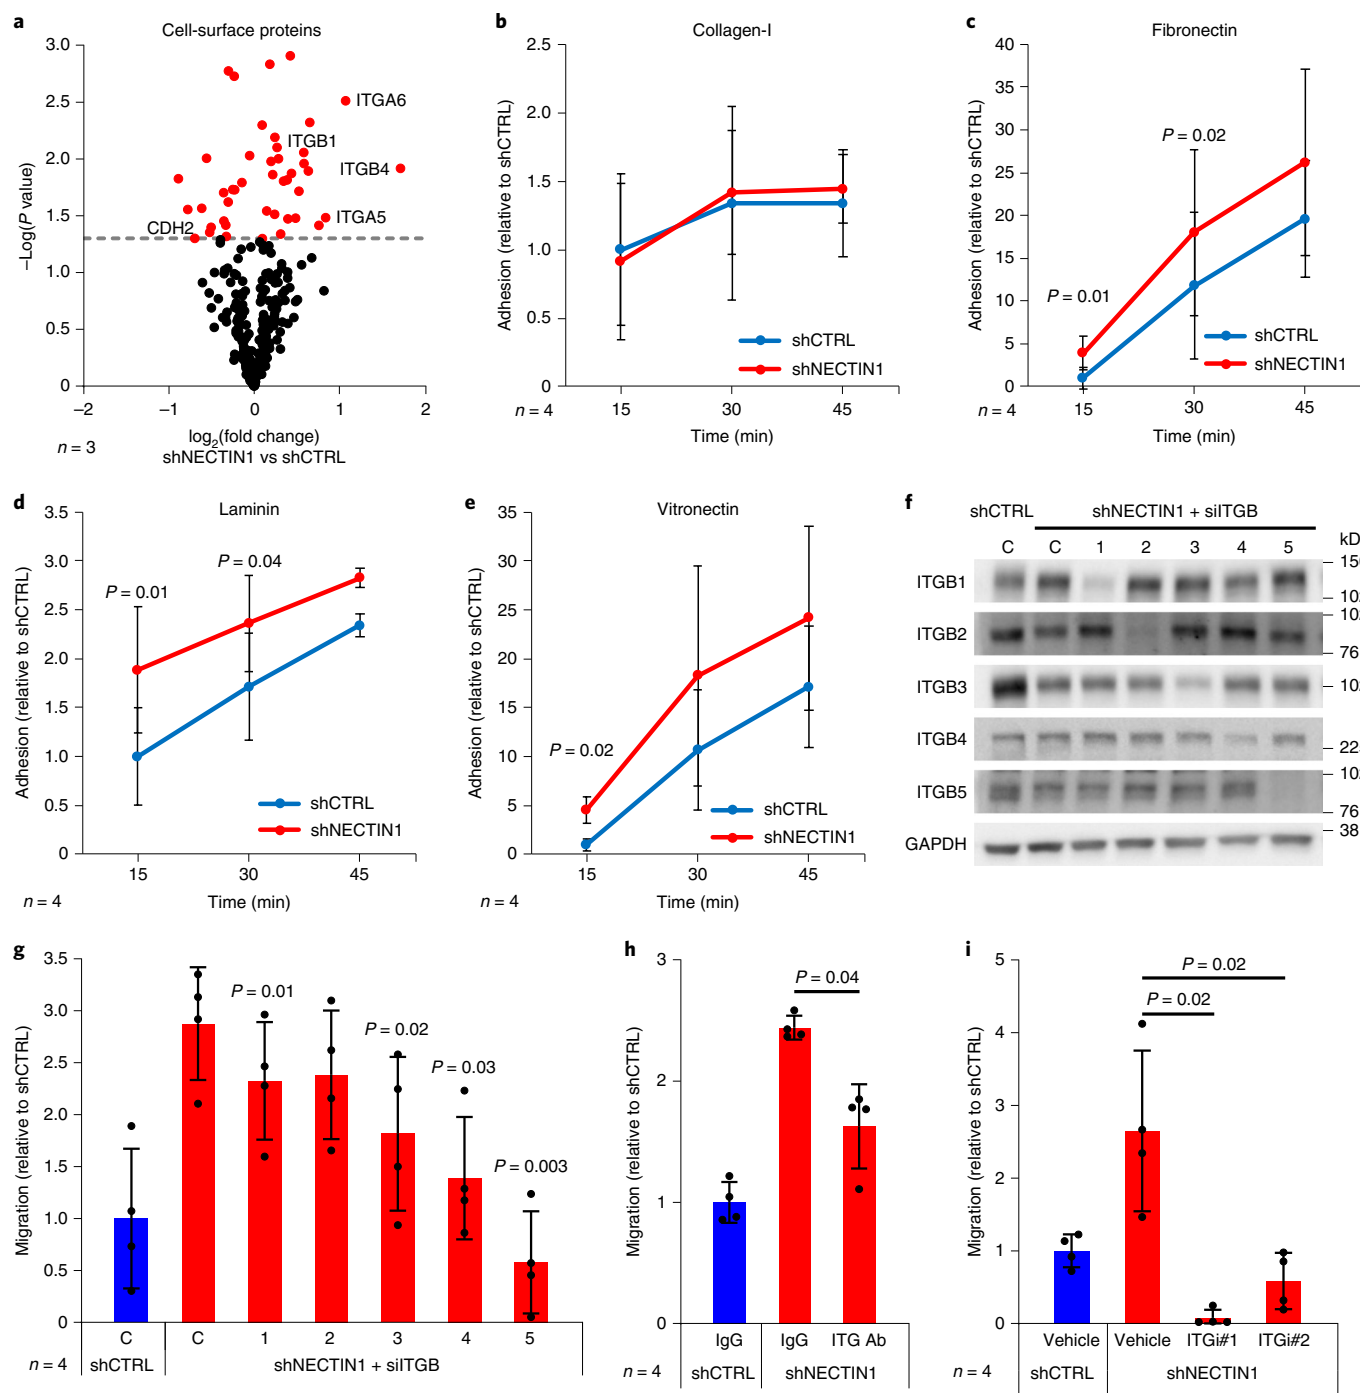 a
Cell-surface proteins
3.0
2.5
2.0
1.5
1.0
0.5
0
–Log(P value)
ITGA6
ITGB1
ITGB4
ITGA5
CDH2
–2
–1
0
1
2
log2(fold change)
shNECTIN1 vs shCTRL
n = 3
b
Collagen-I
2.5
2.0
1.5
1.0
0.5
0
Adhesion (relative to shCTRL)
shCTRL
shNECTIN1
15
30
45
n = 4
Time (min)
c
Fibronectin
40
35
30
25
20
15
10
5
0
Adhesion (relative to shCTRL)
P = 0.02
P = 0.01
shCTRL
shNECTIN1
15
30
45
n = 4
Time (min)
d
Laminin
3.5
3.0
2.5
2.0
1.5
1.0
0.5
0
Adhesion (relative to shCTRL)
P = 0.04
P = 0.01
shCTRL
shNECTIN1
15
30
45
n = 4
Time (min)
e
Vitronectin
35
30
25
20
15
10
5
0
Adhesion (relative to shCTRL)
P = 0.02
shCTRL
shNECTIN1
15
30
45
n = 4
Time (min)
f
shCTRL
shNECTIN1 + siITGB
C
C
1
2
3
4
5
kD
ITGB1
150
102
ITGB2
102
76
ITGB3
102
ITGB4
225
ITGB5
102
76
GAPDH
38
g
3.5
3.0
2.5
2.0
1.5
1.0
0.5
0
Migration (relative to shCTRL)
P = 0.01
P = 0.02
P = 0.03
P = 0.003
C
C
1
2
3
4
5
n = 4
shCTRL
shNECTIN1 + siITGB
h
3
2
1
0
Migration (relative to shCTRL)
P = 0.04
IgG
IgG
ITG Ab
n = 4
shCTRL
shNECTIN1
i
5
4
3
2
1
0
Migration (relative to shCTRL)
P = 0.02
P = 0.02
Vehicle
Vehicle
ITGi#1
ITGi#2
n = 4
shCTRL
shNECTIN1